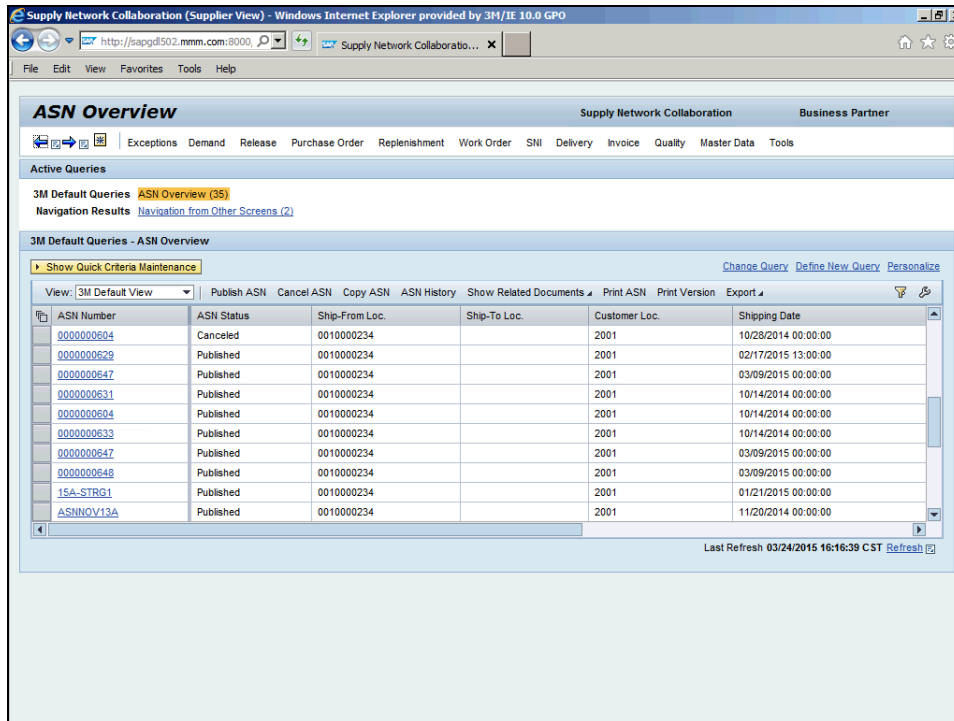 Supply Network Collaboration (Supplier View) - Windows Internet Explorer provided by 3M/IE 10.0 GPO
http://sapgdl502.mmm.com:8000, Supply Network Collaboratio... X
File Edit View Favorites Tools Help
ASN Overview Supply Network Collaboration Business Partner
Exceptions Demand Release Purchase Order Replenishment Work Order SNI Delivery Invoice Quality Master Data Tools
Active Queries
3M Default Queries ASN Overview (35)
Navigation Results Navigation from Other Screens (2)
3M Default Queries - ASN Overview
Show Quick Criteria Maintenance Change Query Define New Query Personalize
View: 3M Default View Publish ASN Cancel ASN Copy ASN ASN History Show Related Documents Print ASN Print Version Export
ASN Number ASN Status Ship-From Loc. Ship-To Loc. Customer Loc. Shipping Date
0000000604 Canceled 0010000234 2001 10/28/2014 00:00:00
0000000629 Published 0010000234 2001 02/17/2015 13:00:00
0000000647 Published 0010000234 2001 03/09/2015 00:00:00
0000000631 Published 0010000234 2001 10/14/2014 00:00:00
0000000604 Published 0010000234 2001 10/14/2014 00:00:00
0000000633 Published 0010000234 2001 10/14/2014 00:00:00
0000000647 Published 0010000234 2001 03/09/2015 00:00:00
0000000648 Published 0010000234 2001 03/09/2015 00:00:00
15A-STRG1 Published 0010000234 2001 01/21/2015 00:00:00
ASNNOV13A Published 0010000234 2001 11/20/2014 00:00:00
Last Refresh 03/24/2015 16:16:39 CST Refresh